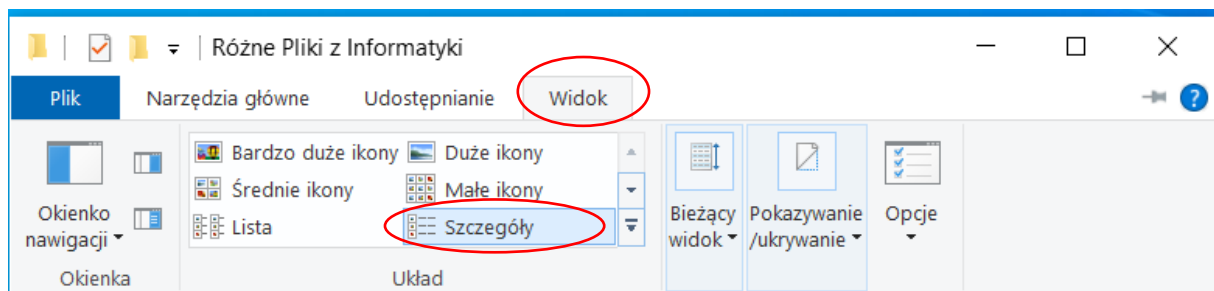 Różne Pliki z Informatyki
Plik Narzędzia główne Udostępnianie Widok
Bardzo duże ikony Duże ikony
Średnie ikony Małe ikony
Lista Szczegóły
Okienko
nawigacji
Bieżący
widok
Pokazywanie
/ukrywanie
Opcje
Okienka Układ